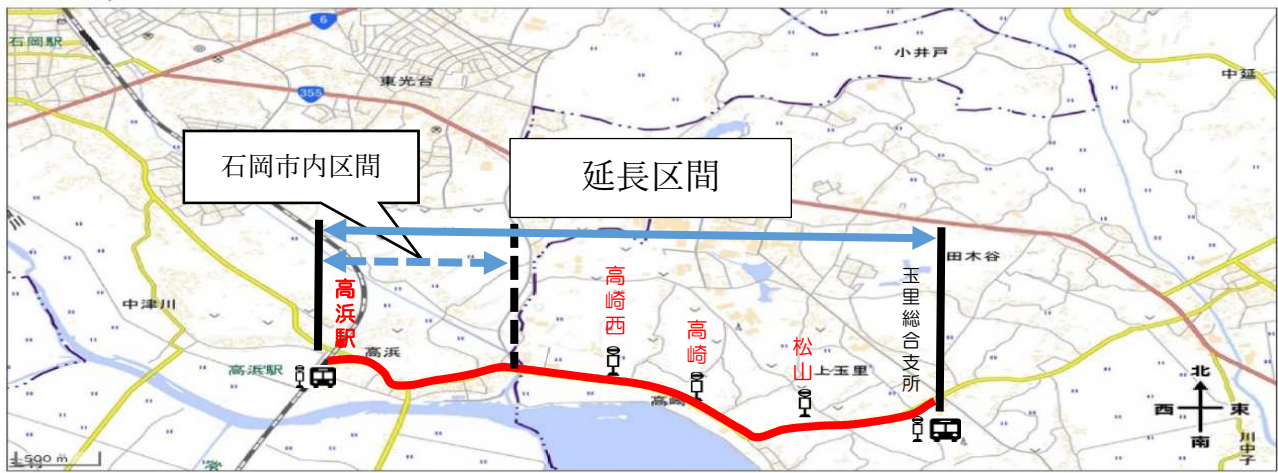 6
石岡駅
小井戸
中延
東光台
355
石岡市内区間
延長区間
田木谷
高浜駅
中津川
高浜
高浜駅
高崎西
高崎
松山
玉里総合支所
上玉里
高崎
北
西
東
南
川中子
500 m